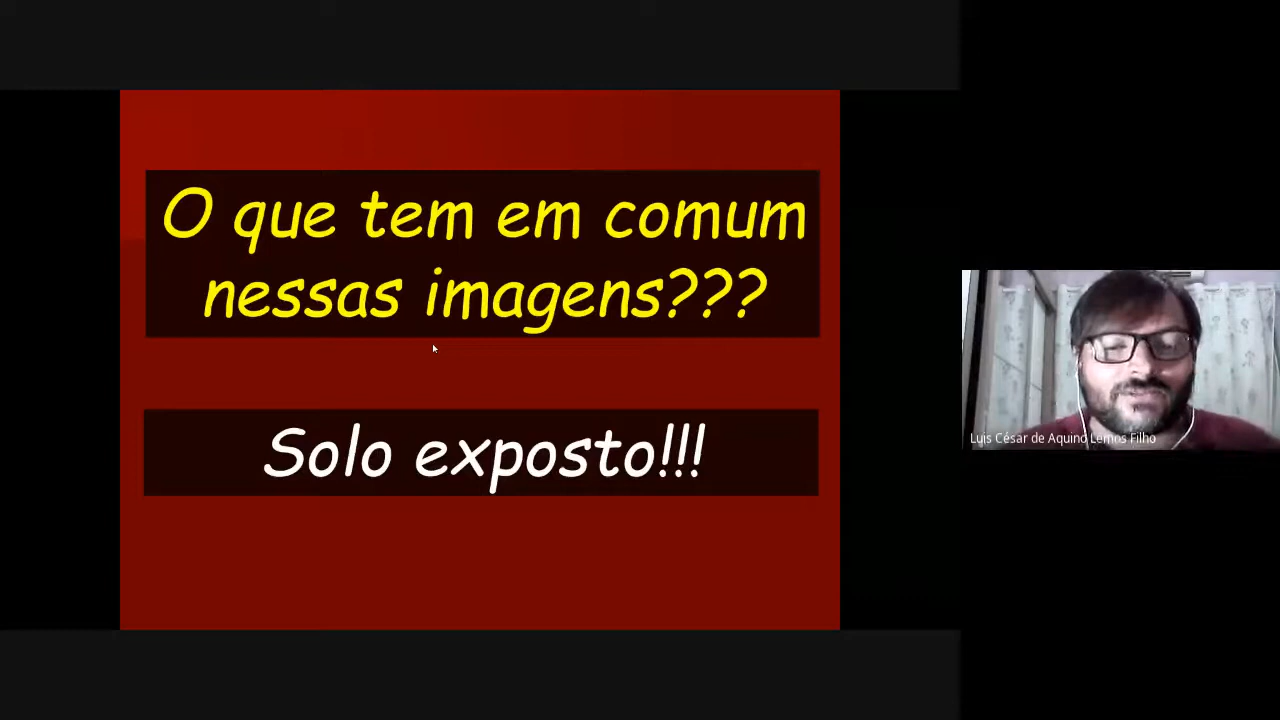 O que tem em comum
nessas imagens???
Solo exposto!!!
Luis César de Aquino Lemos Filho